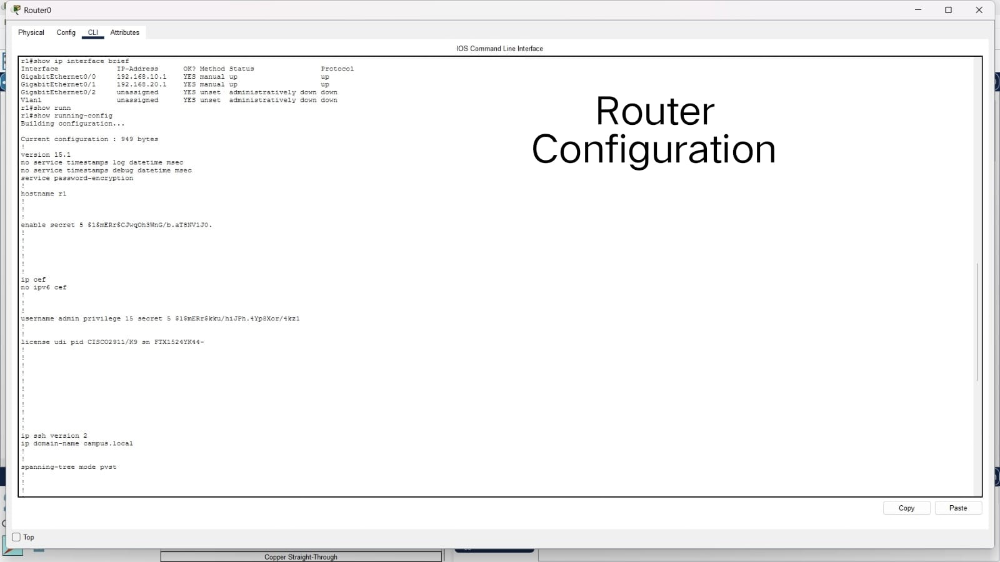 Router0
Physical Config CLI Attributes
IOS Command Line Interface
r1#show ip interface brief
Interface IP-Address OK? Method Status Protocol
GigabitEthernet0/0 192.168.10.1 YES manual up up
GigabitEthernet0/1 192.168.20.1 YES manual up up
GigabitEthernet0/2 unassigned YES unset administratively down down
Vlan1 unassigned YES unset administratively down down
r1#show runn
r1#show running-config
Building configuration...
Current configuration : 949 bytes
!
version 15.1
no service timestamps log datetime msec
no service timestamps debug datetime msec
service password-encryption
!
hostname r1
!
!
!
enable secret 5 $1$mERr$CJwqOh3WnG/b.aT8NV1J0.
!
!
!
!
!
!
ip cef
no ipv6 cef
!
!
!
username admin privilege 15 secret 5 $1$mERr$kku/hiJPh.4Yp8Xor/4kz1
!
!
license udi pid CISCO2911/K9 sn FTX1524YK44-
!
!
!
!
!
!
!
!
!
!
!
ip ssh version 2
ip domain-name campus.local
!
!
spanning-tree mode pvst
!
!
!
Router
Configuration
Copy Paste
Top
Copper Straight-Through